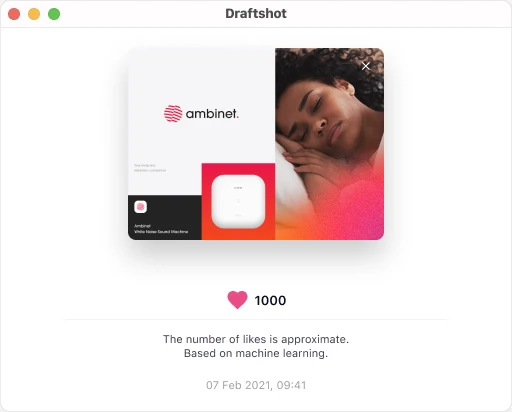 Draftshot
ambinet.
Ambinet
White Noise Sound Machine
1000
The number of likes is approximate.
Based on machine learning.
07 Feb 2021, 09:41